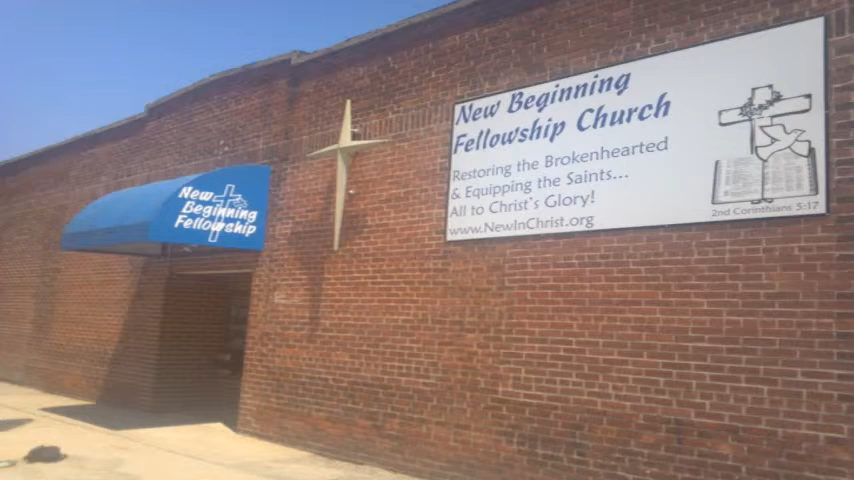 New
Beginning
Fellowship
New Beginning
Fellowship Church
Restoring the Brokenhearted
& Equipping the Saints...
All to Christ's Glory!
www.NewInChrist.org
2nd Corinthians 5:17